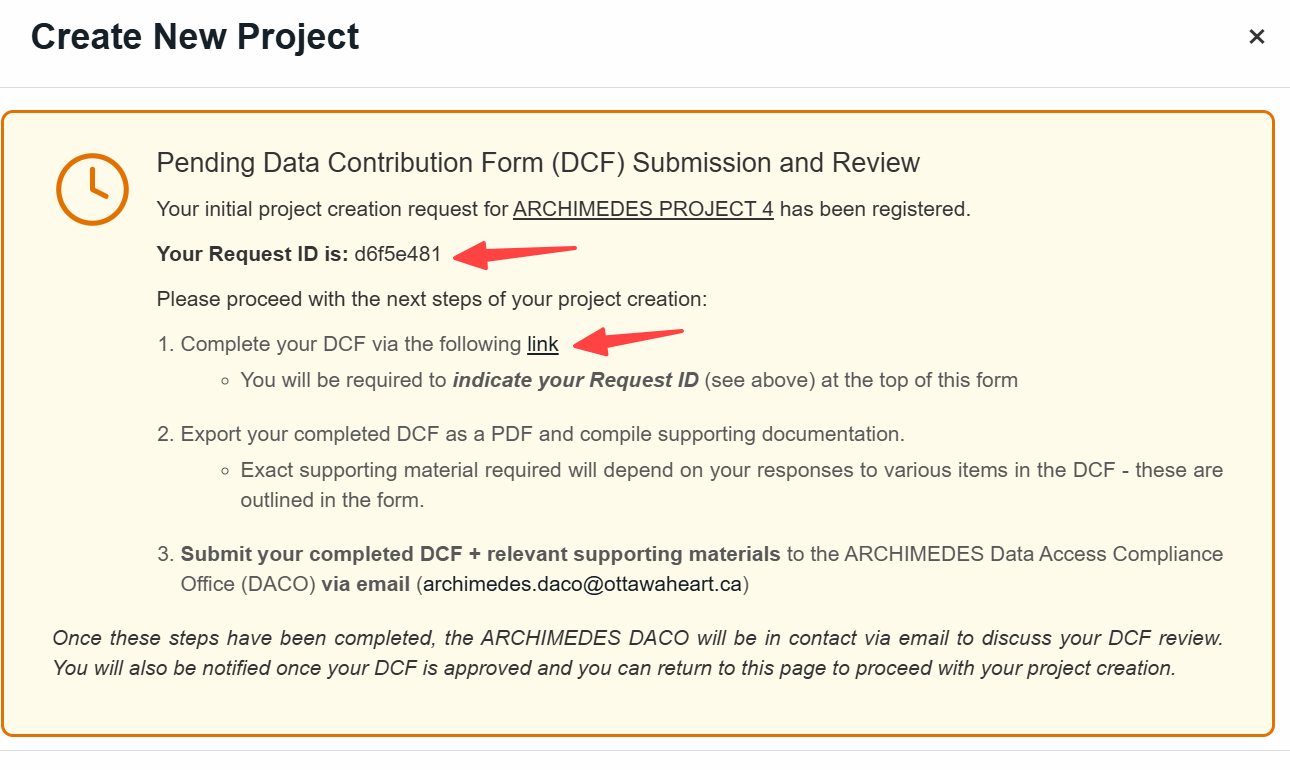 Create New Project
×
Pending Data Contribution Form (DCF) Submission and Review
Your initial project creation request for ARCHIMEDES PROJECT 4 has been registered.
Your Request ID is: d6f5e481
Please proceed with the next steps of your project creation:
1. Complete your DCF via the following link
You will be required to indicate your Request ID (see above) at the top of this form
2. Export your completed DCF as a PDF and compile supporting documentation.
Exact supporting material required will depend on your responses to various items in the DCF - these are
outlined in the form.
3. Submit your completed DCF + relevant supporting materials to the ARCHIMEDES Data Access Compliance
Office (DACO) via email (archimedes.daco@ottawaheart.ca)
Once these steps have been completed, the ARCHIMEDES DACO will be in contact via email to discuss your DCF review.
You will also be notified once your DCF is approved and you can return to this page to proceed with your project creation.